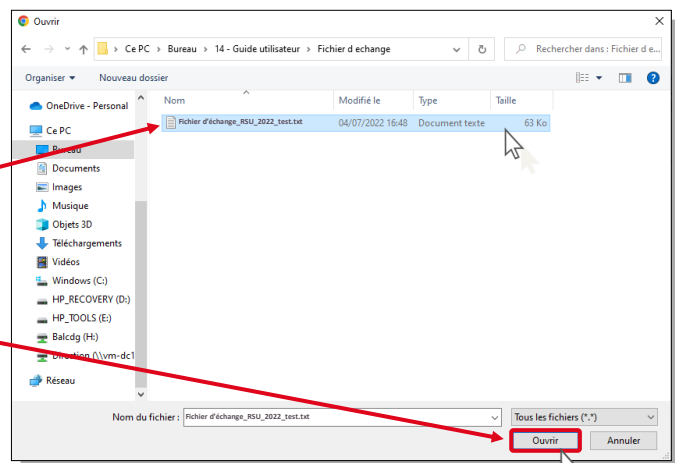 Ouvrir
Ce PC > Bureau > 14 - Guide utilisateur > Fichier d echange
Rechercher dans : Fichier d e...
Organiser
Nouveau dossier
Nom
Modifié le
Type
Taille
OneDrive - Personal
Fichier d'échange_RSU_2022_test.txt
04/07/2022 16:48
Document texte
63 Ko
Ce PC
Bureau
Documents
Images
Musique
Objets 3D
Téléchargements
Vidéos
Windows (C:)
HP_RECOVERY (D:)
HP_TOOLS (E:)
Balcdg (H:)
Direction (\\vm-dc1
Réseau
Nom du fichier :
Fichier d'échange_RSU_2022_test.txt
Tous les fichiers (*.*)
Ouvrir
Annuler